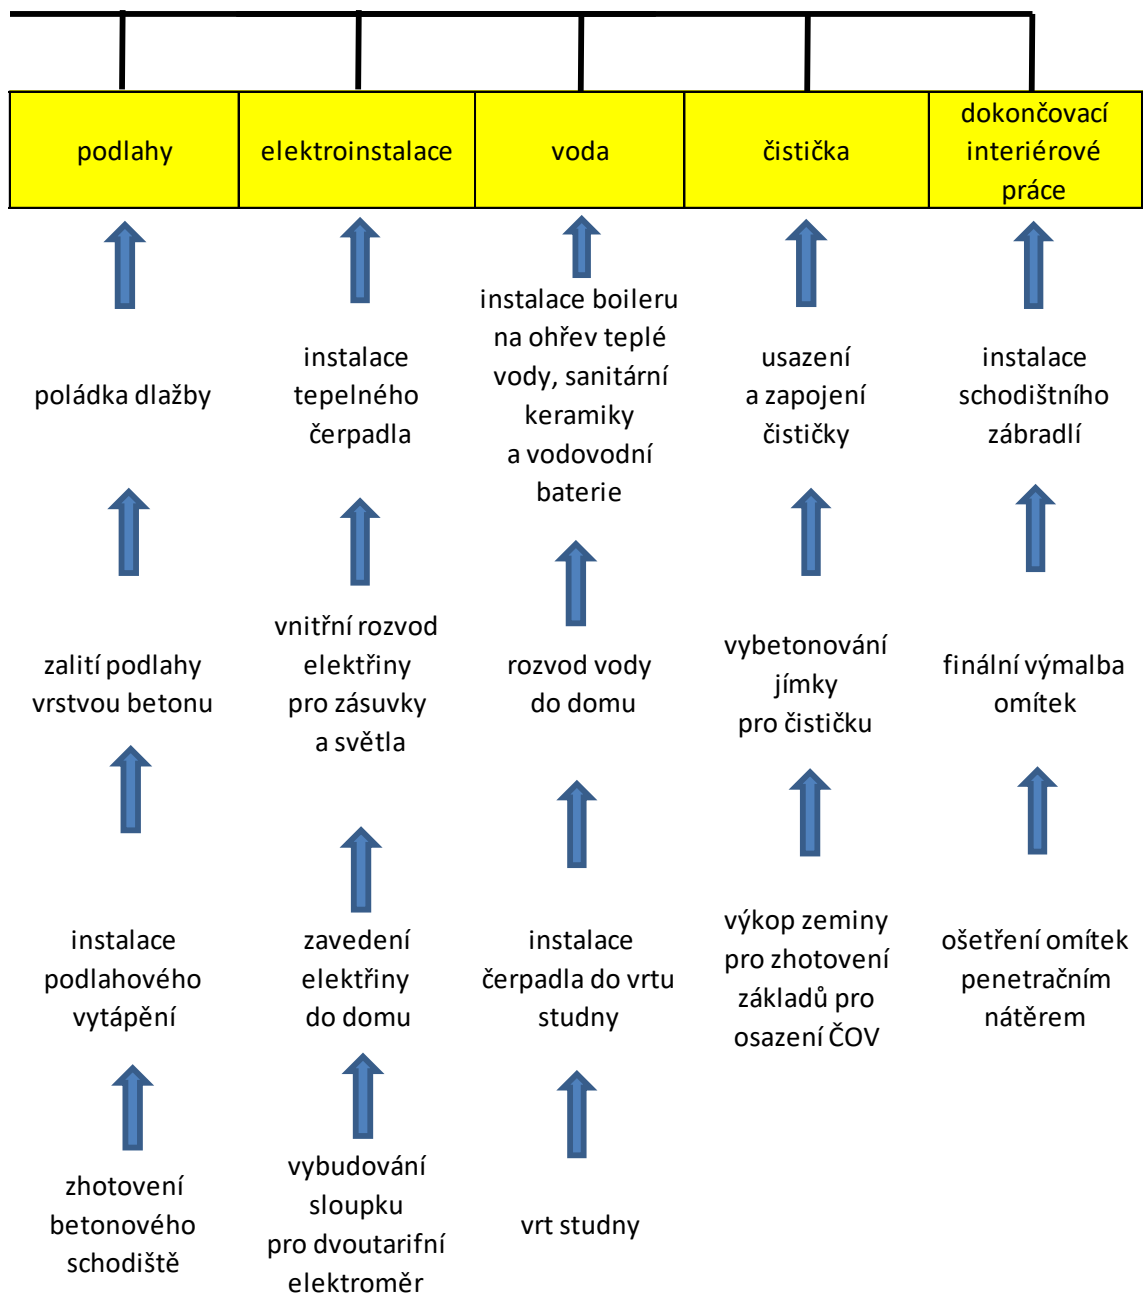 podlahy
elektroinstalace
voda
čistička
dokončovací
interiérové
práce
poládka dlažby
zalití podlahy
vrstvou betonu
instalace
podlahového
vytápění
zhotovení
betonového
schodiště
instalace
tepelného
čerpadla
vnitřní rozvod
elektřiny
pro zásuvky
a světla
zavedení
elektřiny
do domu
vybudování
sloupku
pro dvoutarifní
elektroměr
instalace boileru
na ohřev teplé
vody, sanitární
keramiky
a vodovodní
baterie
rozvod vody
do domu
instalace
čerpadla do vrtu
studny
vrt studny
usazení
a zapojení
čističky
vybetonování
jímky
pro čističku
výkop zeminy
pro zhotovení
základů pro
osazení ČOV
instalace
schodištního
zábradlí
finální výmalba
omítek
ošetření omítek
penetračním
nátěrem